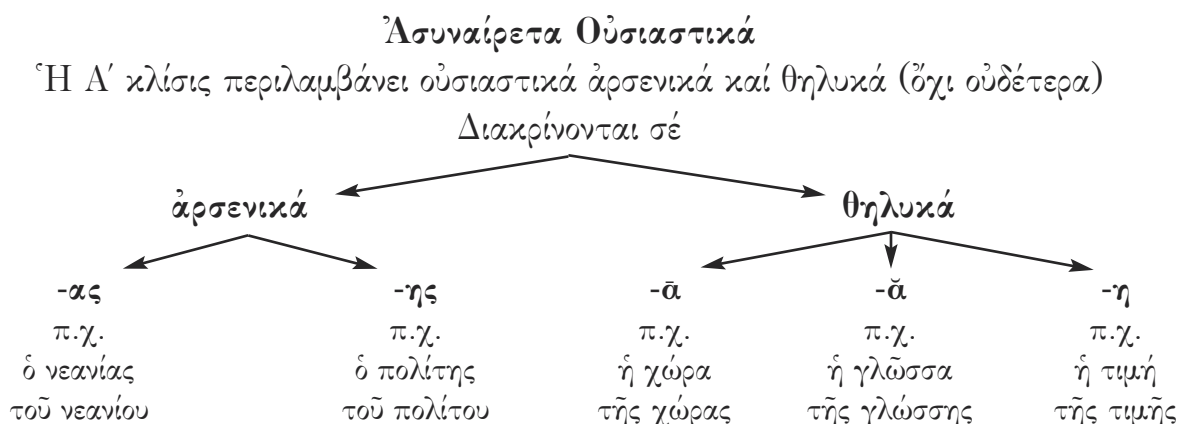 Ἀσυναίρετα Οὐσιαστικά
Ἡ Α΄ κλίσις περιλαμβάνει οὐσιαστικά ἀρσενικά καί θηλυκά (ὄχι οὐδέτερα)
Διακρίνονται σέ
ἀρσενικά θηλυκά
-ας -ης -ᾱ -ᾰ -η
π.χ. π.χ. π.χ. π.χ. π.χ.
ὁ νεανίας ὁ πολίτης ἡ χώρα ἡ γλῶσσα ἡ τιμή
τοῦ νεανίου τοῦ πολίτου τῆς χώρας τῆς γλώσσης τῆς τιμῆς